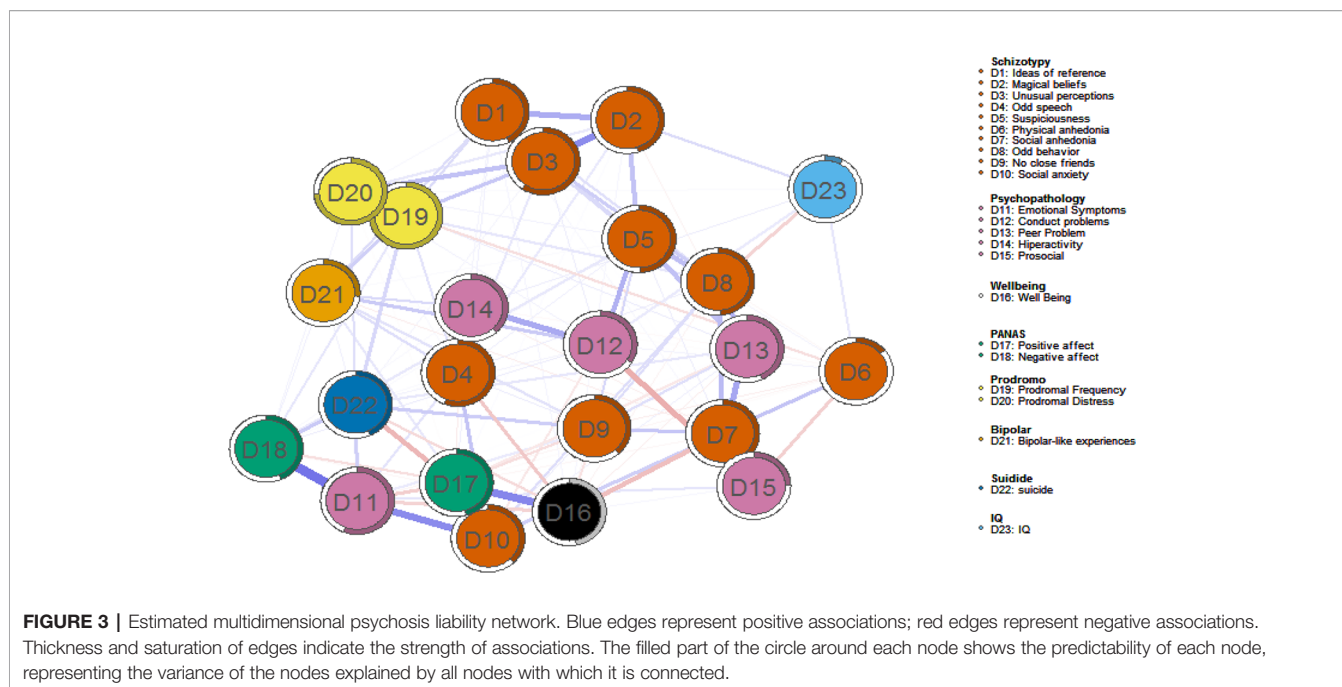 D1
D2
D3
D20
D19
D23
D5
D8
D21
D14
D12
D13
D4
D6
D22
D9
D7
D18
D17
D11
D15
D16
D10
Schizotypy
D1: Ideas of reference
D2: Magical beliefs
D3: Unusual perceptions
D4: Odd speech
D5: Suspiciousness
D6: Physical anhedonia
D7: Social anhedonia
D8: Odd behavior
D9: No close friends
D10: Social anxiety
Psychopathology
D11: Emotional Symptoms
D12: Conduct problems
D13: Peer Problem
D14: Hiperactivity
D15: Prosocial
Wellbeing
D16: Well Being
PANAS
D17: Positive affect
D18: Negative affect
Prodromo
D19: Prodromal Frequency
D20: Prodromal Distress
Bipolar
D21: Bipolar-like experiences
Suidide
D22: suicide
IQ
D23: IQ
FIGURE 3 | Estimated multidimensional psychosis liability network. Blue edges represent positive associations; red edges represent negative associations.
Thickness and saturation of edges indicate the strength of associations. The filled part of the circle around each node shows the predictability of each node,
representing the variance of the nodes explained by all nodes with which it is connected.